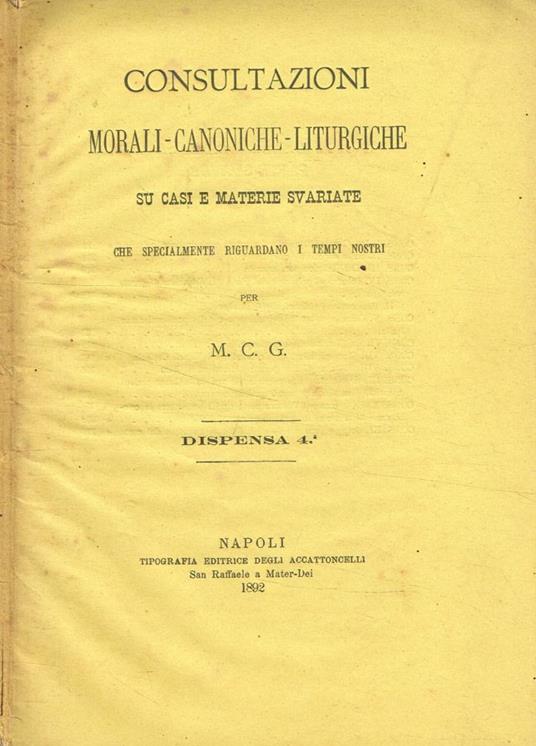 CONSULTAZIONI
MORALI-CANONICHE-LITURGICHE
SU CASI E MATERIE SVARIATE
CHE SPECIALMENTE RIGUARDANO I TEMPI NOSTRI
PER
M. C. G.
DISPENSA 4.ª
NAPOLI
TIPOGRAFIA EDITRICE DEGLI ACCATTONCELLI
San Raffaele a Mater-Dei
1892